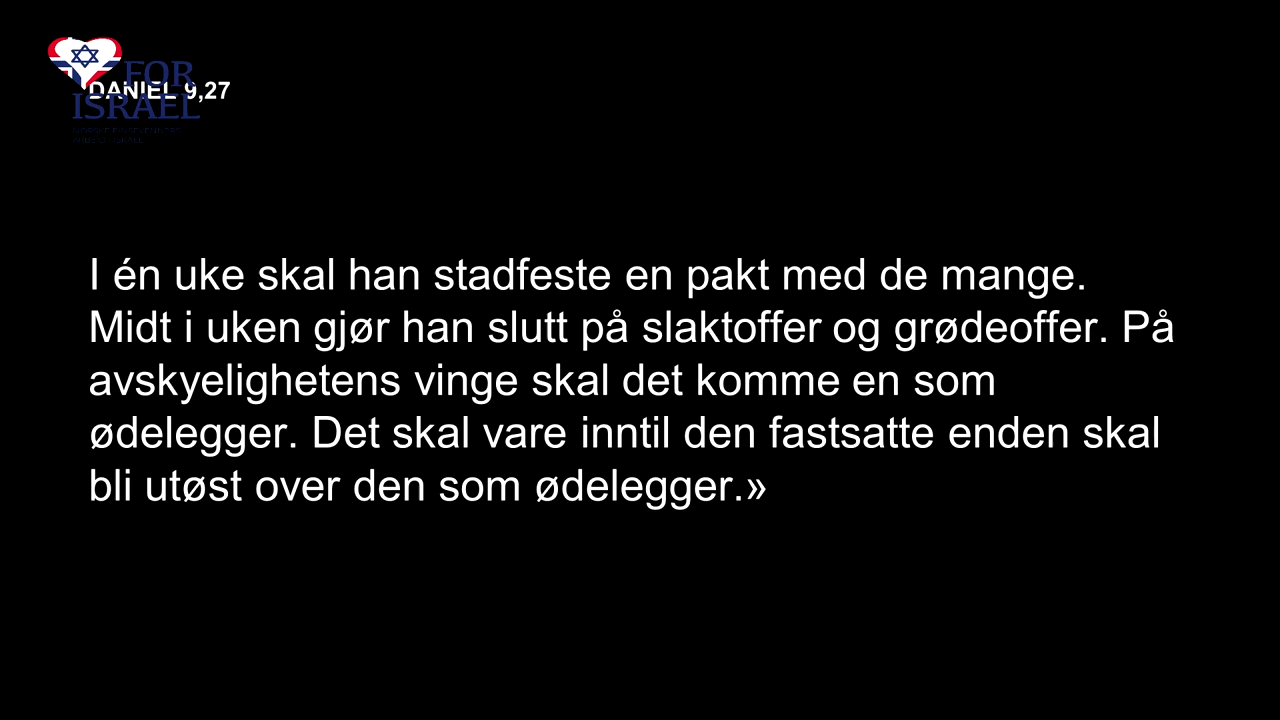 FOR
ISRAEL
DANIEL 9,27
I én uke skal han stadfeste en pakt med de mange.
Midt i uken gjør han slutt på slaktoffer og grødeoffer. På
avskyelighetens vinge skal det komme en som
ødelegger. Det skal vare inntil den fastsatte enden skal
bli utøst over den som ødelegger.»